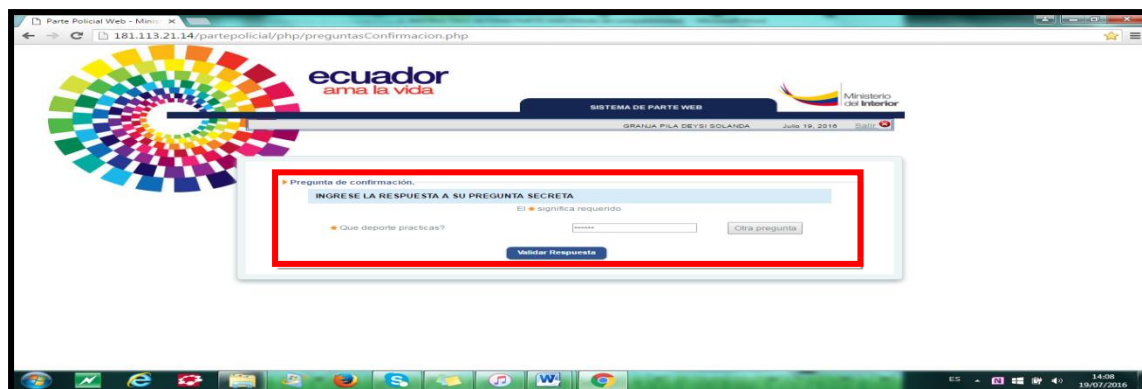 Parte Policial Web - Minis
181.113.21.14/partepolicial/php/preguntasConfirmacion.php
ecuador
ama la vida
SISTEMA DE PARTE WEB
Ministerio
del Interior
GRANJA PILA DEYSI SOLANDA Julio 19, 2016 Salir
Pregunta de confirmación.
INGRESE LA RESPUESTA A SU PREGUNTA SECRETA
El significa requerido
Que deporte practicas? Otra pregunta
Validar Respuesta
ES 14:08
19/07/2016